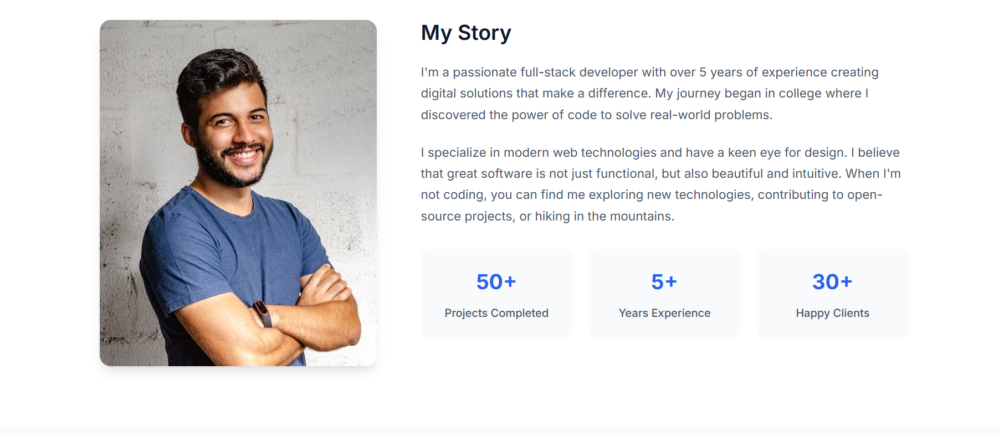 My Story
I'm a passionate full-stack developer with over 5 years of experience creating
digital solutions that make a difference. My journey began in college where I
discovered the power of code to solve real-world problems.
I specialize in modern web technologies and have a keen eye for design. I believe
that great software is not just functional, but also beautiful and intuitive. When I'm
not coding, you can find me exploring new technologies, contributing to open-
source projects, or hiking in the mountains.
50+
Projects Completed
5+
Years Experience
30+
Happy Clients